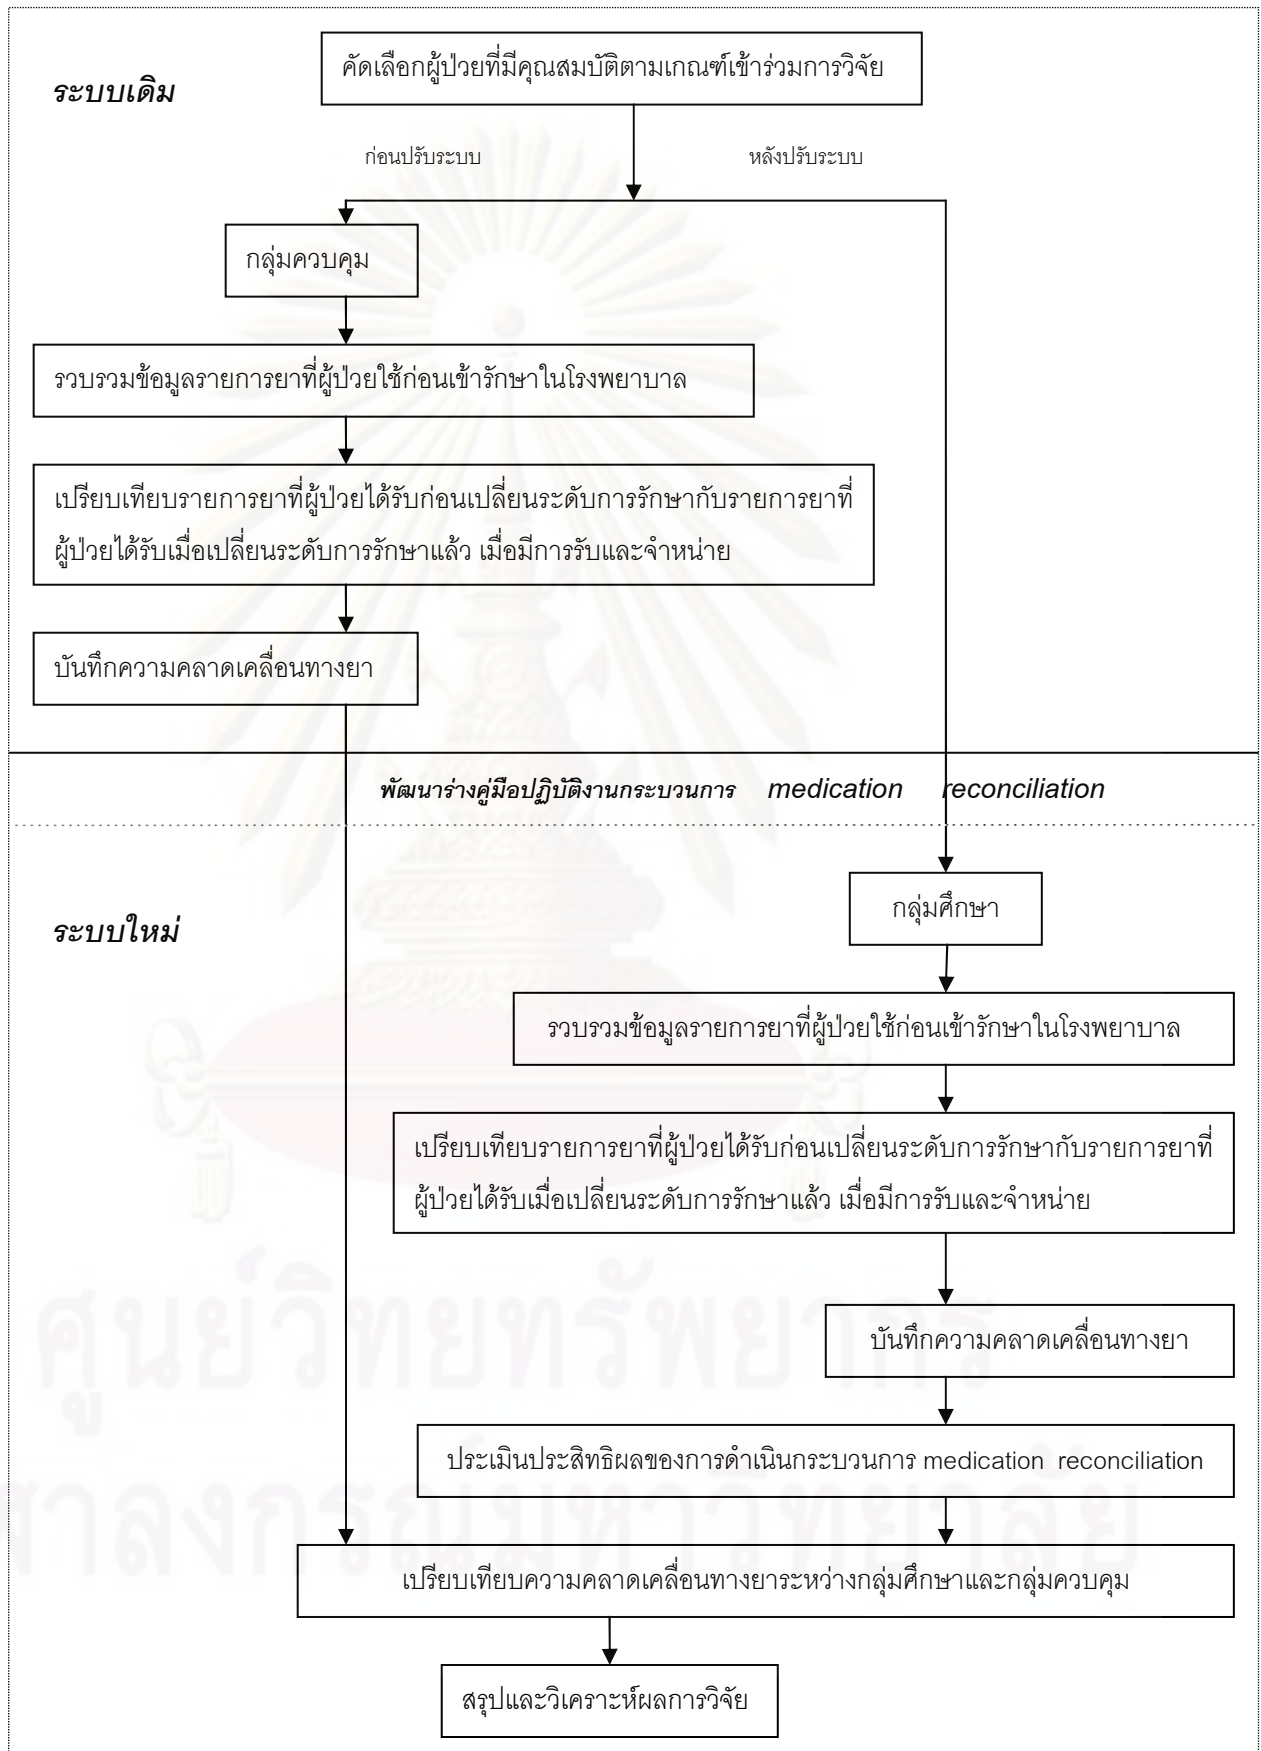 คัดเลือกผู้ป่วยที่มีคุณสมบัติตามเกณฑ์เข้าร่วมการวิจัย
ระบบเดิม
ก่อนปรับระบบ
หลังปรับระบบ
กลุ่มควบคุม
รวบรวมข้อมูลรายการยาที่ผู้ป่วยใช้ก่อนเข้ารักษาในโรงพยาบาล
เปรียบเทียบรายการยาที่ผู้ป่วยได้รับก่อนเปลี่ยนระดับการรักษากับรายการยาที่
ผู้ป่วยได้รับเมื่อเปลี่ยนระดับการรักษาแล้ว เมื่อมีการรับและจำหน่าย
บันทึกความคลาดเคลื่อนทางยา
พัฒนาร่างคู่มือปฏิบัติงานกระบวนการ medication reconciliation
กลุ่มศึกษา
ระบบใหม่
รวบรวมข้อมูลรายการยาที่ผู้ป่วยใช้ก่อนเข้ารักษาในโรงพยาบาล
เปรียบเทียบรายการยาที่ผู้ป่วยได้รับก่อนเปลี่ยนระดับการรักษากับรายการยาที่
ผู้ป่วยได้รับเมื่อเปลี่ยนระดับการรักษาแล้ว เมื่อมีการรับและจำหน่าย
ศูนย์วิทยทรัพยากร
บันทึกความคลาดเคลื่อนทางยา
ประเมินประสิทธิผลของการดำเนินกระบวนการ medication reconciliation
ฬาลงกรณ์มหาวิทยาลัย
เปรียบเทียบความคลาดเคลื่อนทางยาระหว่างกลุ่มศึกษาและกลุ่มควบคุม
สรุปและวิเคราะห์ผลการวิจัย